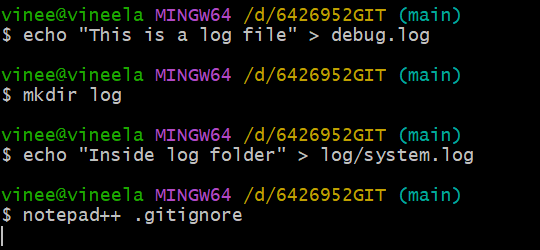 vinee@vineela MINGW64 /d/6426952GIT (main)
$ echo "This is a log file" > debug.log
vinee@vineela MINGW64 /d/6426952GIT (main)
$ mkdir log
vinee@vineela MINGW64 /d/6426952GIT (main)
$ echo "Inside log folder" > log/system.log
vinee@vineela MINGW64 /d/6426952GIT (main)
$ notepad++ .gitignore